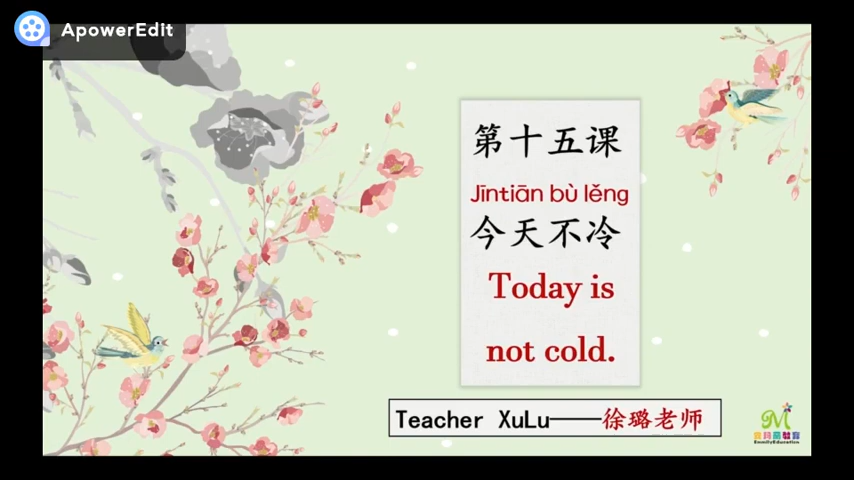 ApowerEdit
第十五课
Jīntiān bù lěng
今天不冷
Today is
not cold.
Teacher XuLu——徐璐老师